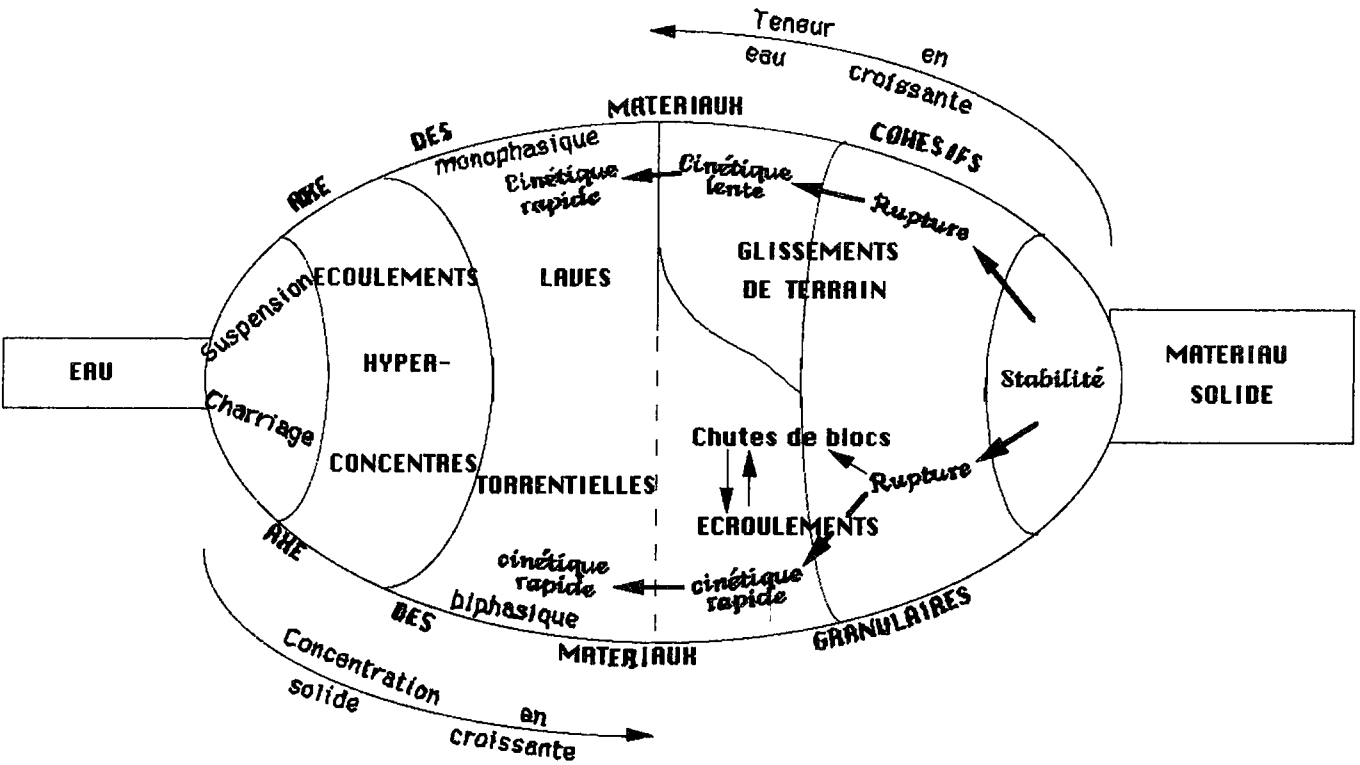 Teneur en
eau croissante
AXE DES MATERIAUX COHESIFS
monophasique
Cinétique
rapide
Cinétique
lente
Rupture
GLISSEMENTS
DE TERRAIN
Suspension
ECOULEMENTS
LAVES
EAU
HYPER-
Stabilité
MATERIAU
SOLIDE
Charriage
CONCENTRES
TORRENTIELLES
Chutes de blocs
Rupture
ECROULEMENTS
cinétique
rapide
cinétique
rapide
biphasique
AXE DES MATERIAUX GRANULAIRES
Concentration en
solide croissante